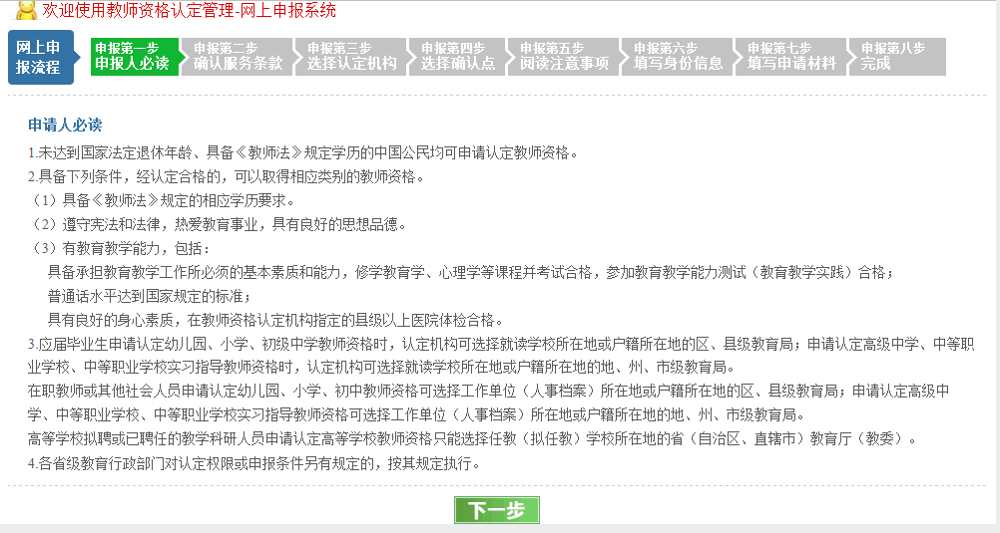 欢迎使用教师资格认定管理-网上申报系统
网上申
报流程
申报第一步
申报人必读
申报第二步
确认服务条款
申报第三步
选择认定机构
申报第四步
选择确认点
申报第五步
阅读注意事项
申报第六步
填写身份信息
申报第七步
填写申请材料
申报第八步
完成
申请人必读
1.未达到国家法定退休年龄、具备《教师法》规定学历的中国公民均可申请认定教师资格。
2.具备下列条件，经认定合格的，可以取得相应类别的教师资格。
（1）具备《教师法》规定的相应学历要求。
（2）遵守宪法和法律，热爱教育事业，具有良好的思想品德。
（3）有教育教学能力，包括：
具备承担教育教学工作所必须的基本素质和能力，修学教育学、心理学等课程并考试合格，参加教育教学能力测试（教育教学实践）合格；
普通话水平达到国家规定的标准；
具有良好的身心素质，在教师资格认定机构指定的县级以上医院体检合格。
3.应届毕业生申请认定幼儿园、小学、初级中学教师资格时，认定机构可选择就读学校所在地或户籍所在地的区、县级教育局；申请认定高级中学、中等职
业学校、中等职业学校实习指导教师资格时，认定机构可选择就读学校所在地或户籍所在地的地、州、市级教育局。
在职教师或其他社会人员申请认定幼儿园、小学、初中教师资格可选择工作单位（人事档案）所在地或户籍所在地的区、县级教育局；申请认定高级中
学、中等职业学校、中等职业学校实习指导教师资格可选择工作单位（人事档案）所在地或户籍所在地的地、州、市级教育局。
高等学校拟聘或已聘任的教学科研人员申请认定高等学校教师资格只能选择任教（拟任教）学校所在地的省（自治区、直辖市）教育厅（教委）。
4.各省级教育行政部门对认定权限或申报条件另有规定的，按其规定执行。
下一步